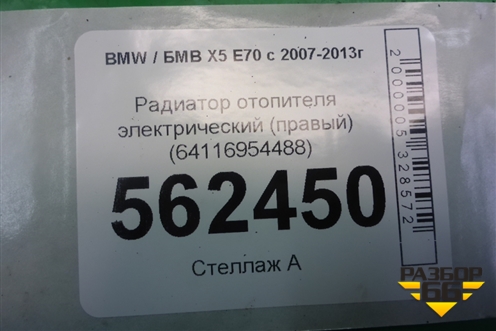 BMW / БМВ X5 E70 с 2007-2013г
Радиатор отопителя
электрический (правый)
(64116954488)
562450
Стеллаж А
2000005328572
РАЗБОР
66